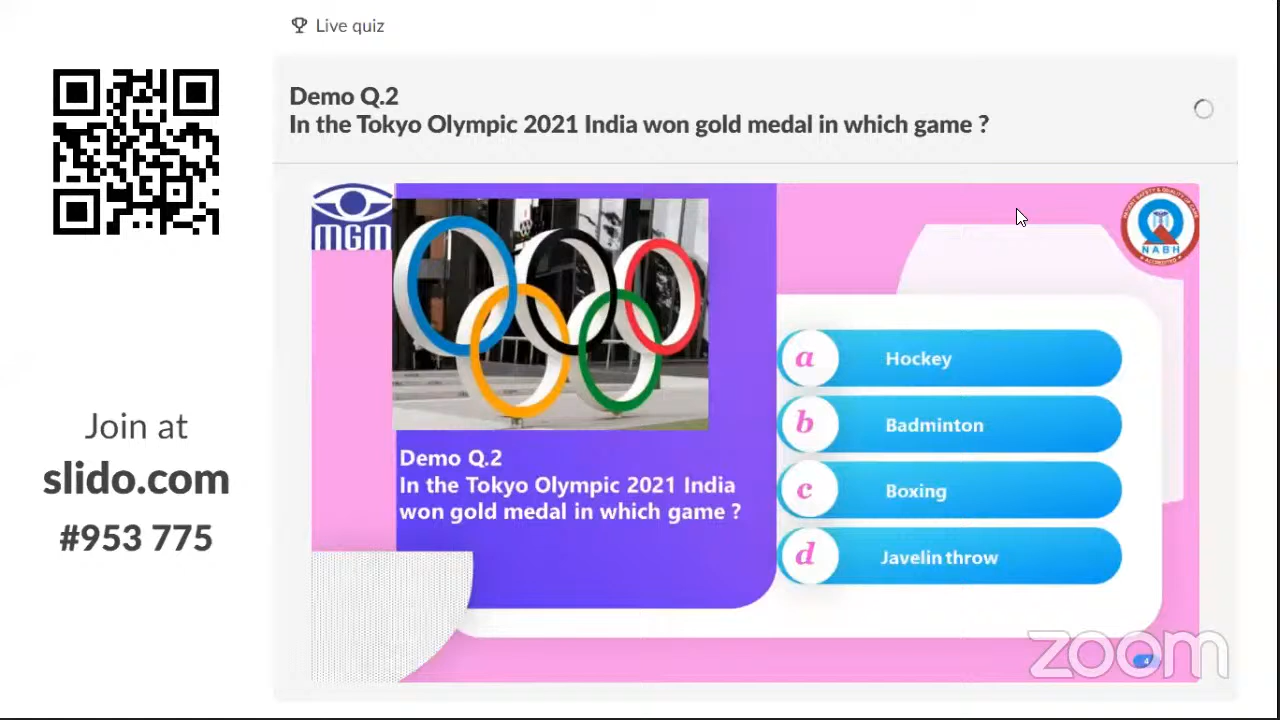 Live quiz
Demo Q.2
In the Tokyo Olympic 2021 India won gold medal in which game ?
MGM
NABH
a Hockey
b Badminton
c Boxing
d Javelin throw
Demo Q.2
In the Tokyo Olympic 2021 India
won gold medal in which game ?
Join at
slido.com
#953 775
zoom
4